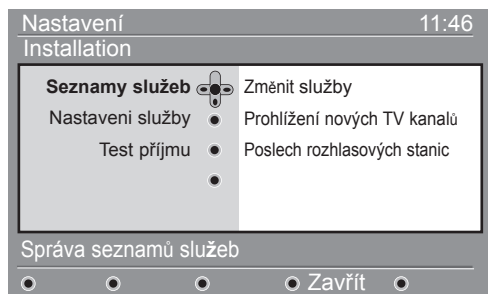 Nastavení 11:46
Installation
Seznamy služeb Změnit služby
Nastaveni služby Prohlížení nových TV kanalů
Test příjmu Poslech rozhlasových stanic
Správa seznamů služeb
Zavřít